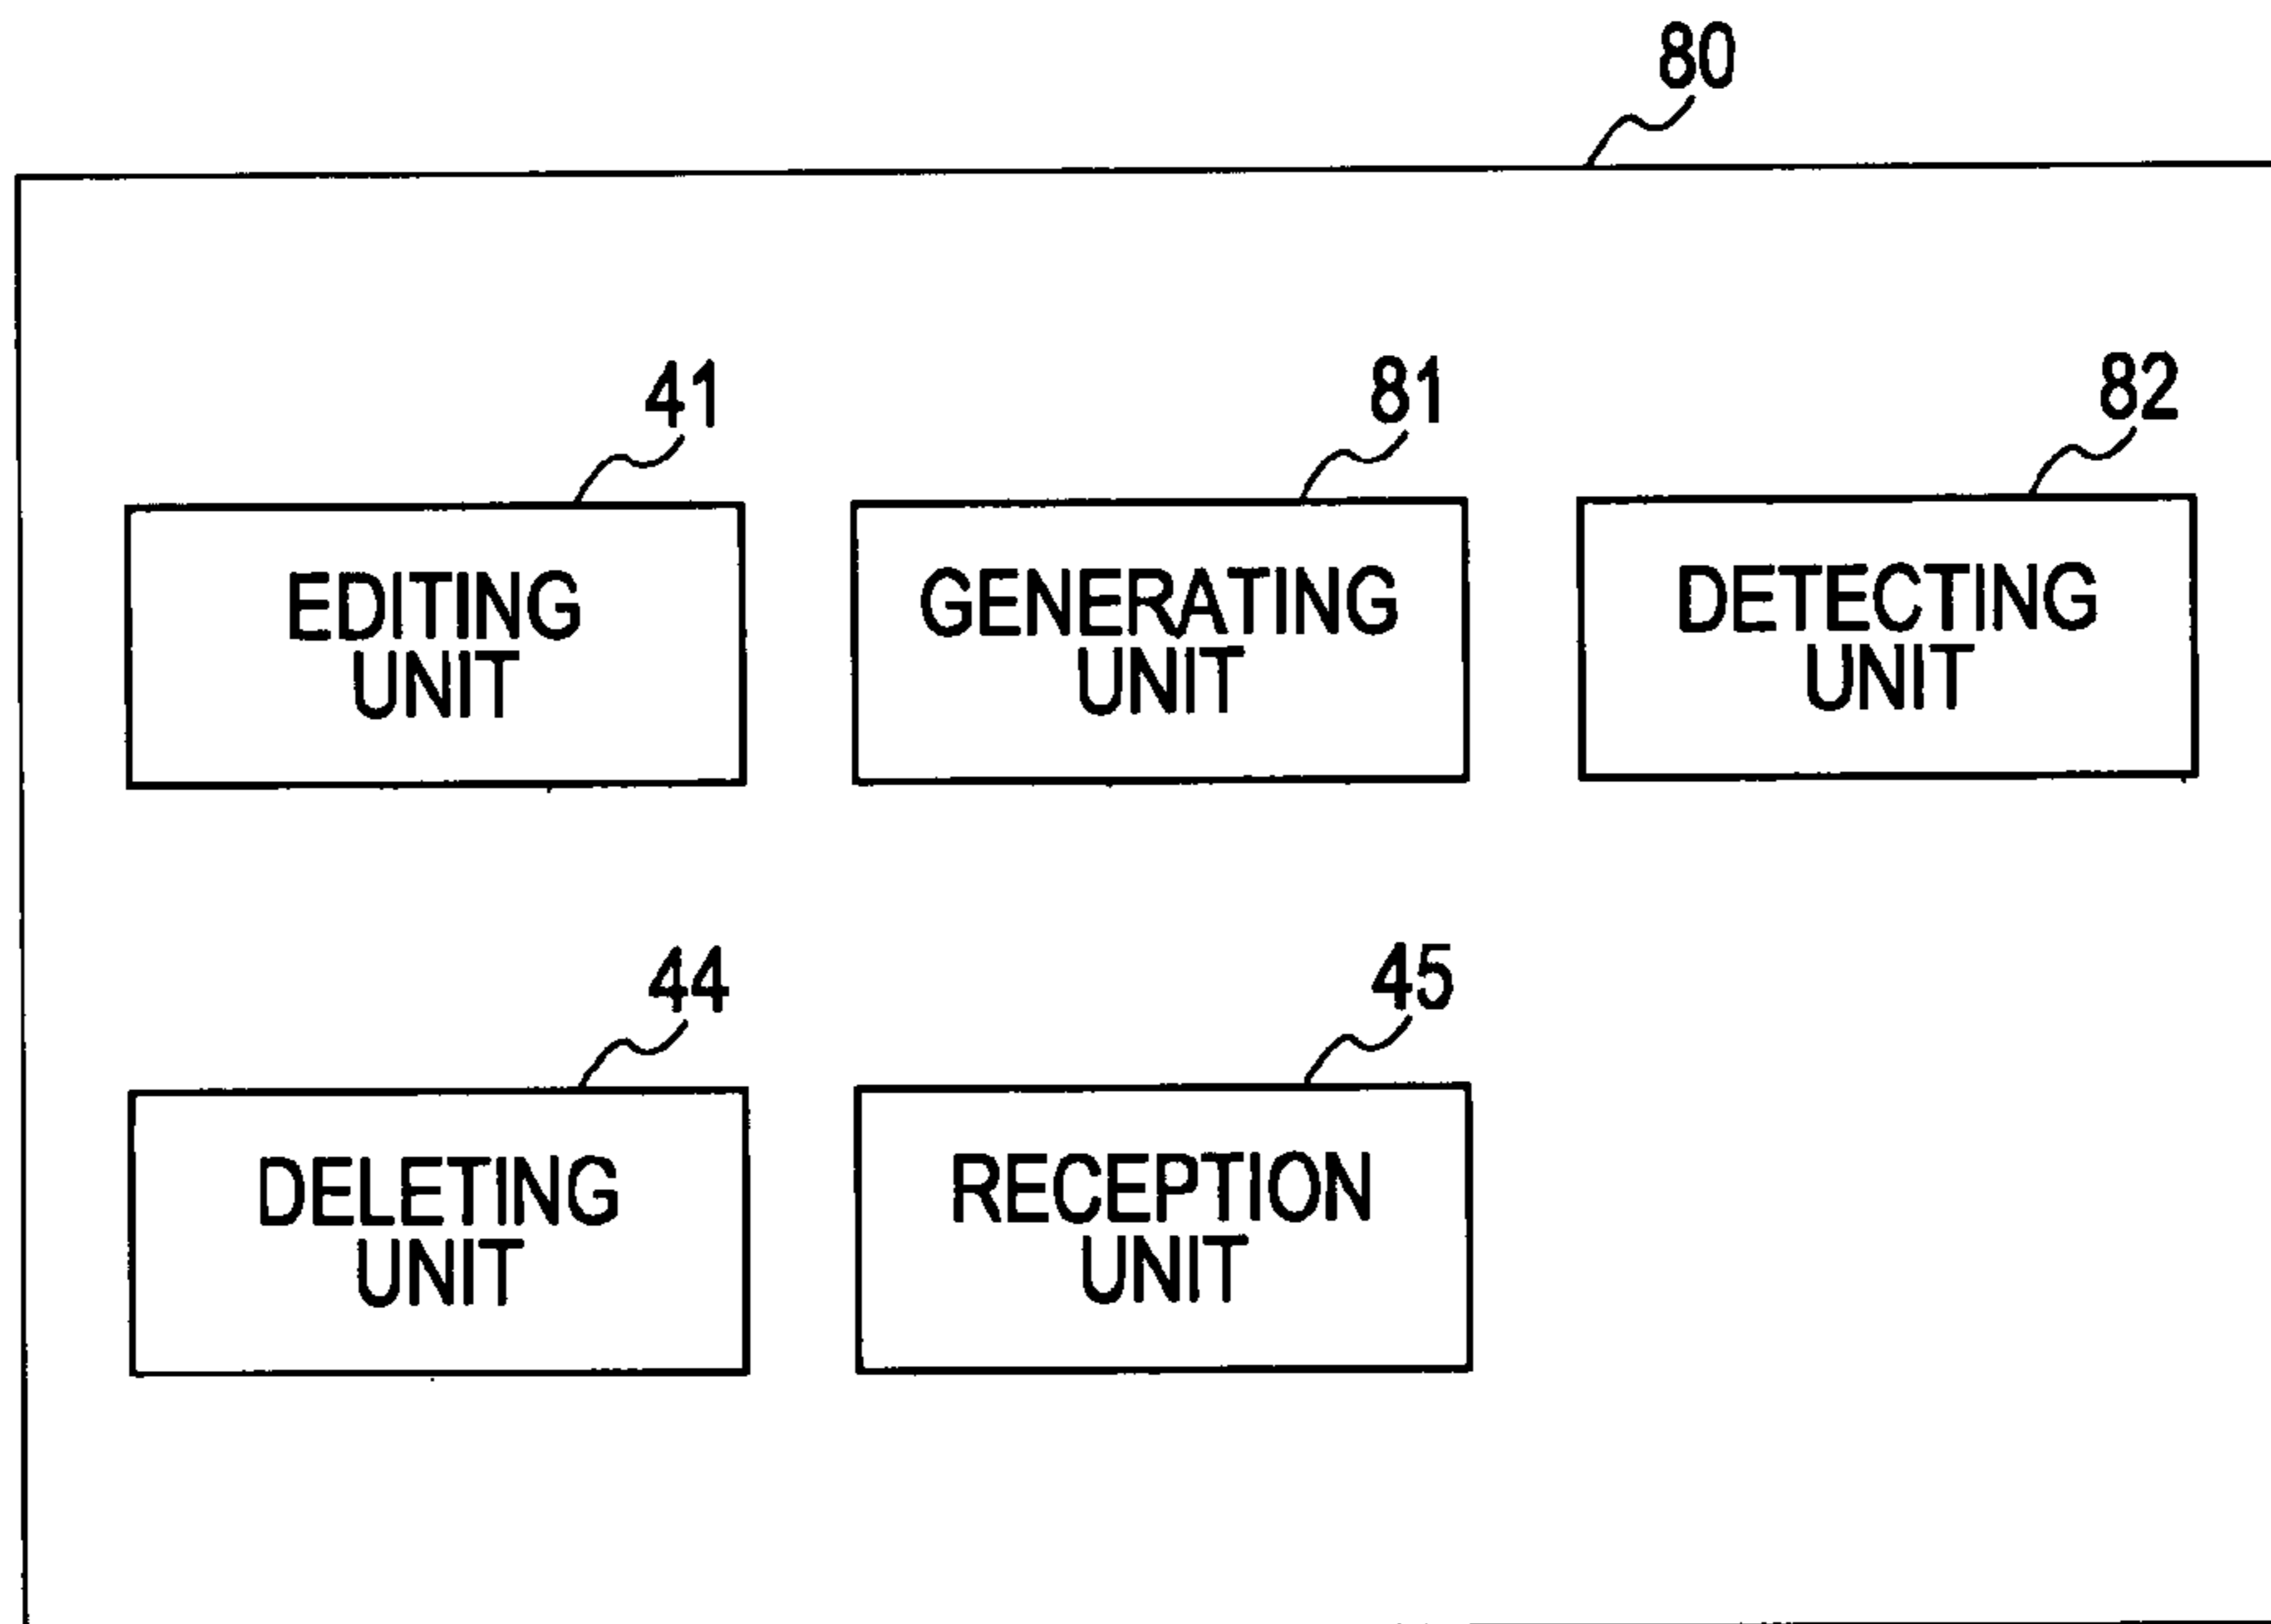 80
41
81
82
EDITING
UNIT
GENERATING
UNIT
DETECTING
UNIT
44
45
DELETING
UNIT
RECEPTION
UNIT